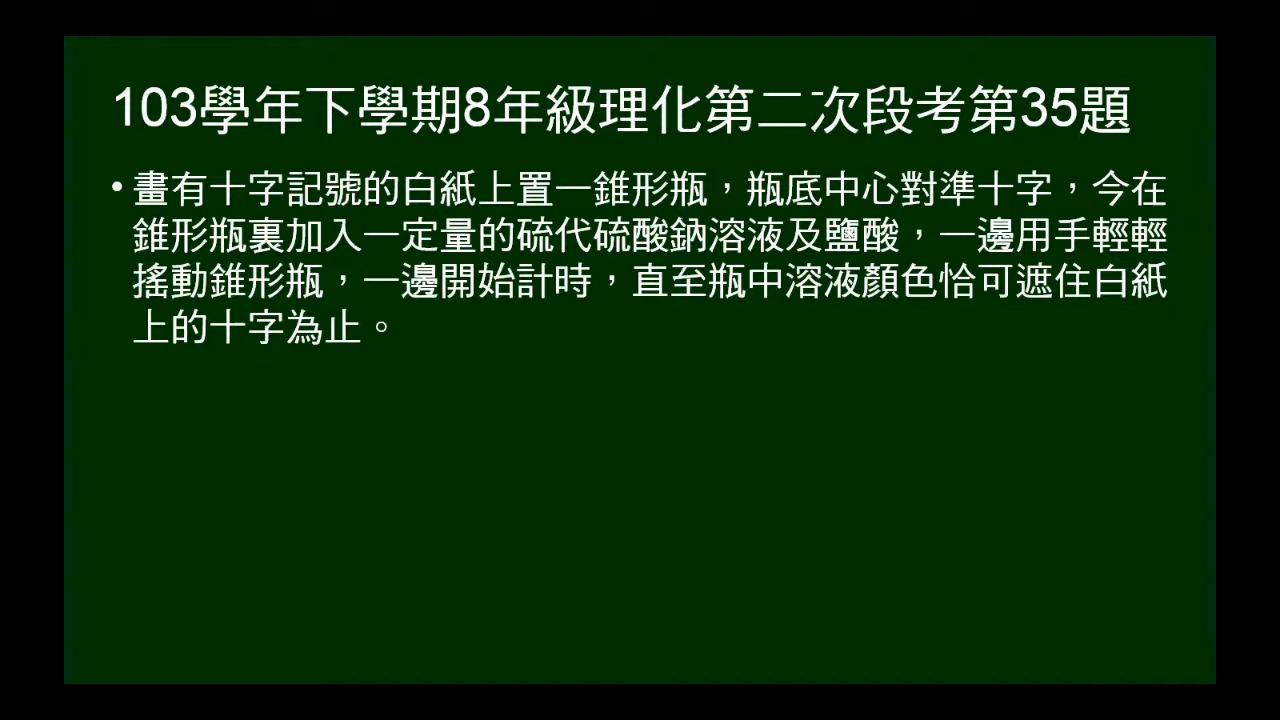 103學年下學期8年級理化第二次段考第35題
•畫有十字記號的白紙上置一錐形瓶，瓶底中心對準十字，今在
錐形瓶裏加入一定量的硫代硫酸鈉溶液及鹽酸，一邊用手輕輕
搖動錐形瓶，一邊開始計時，直至瓶中溶液顏色恰可遮住白紙
上的十字為止。